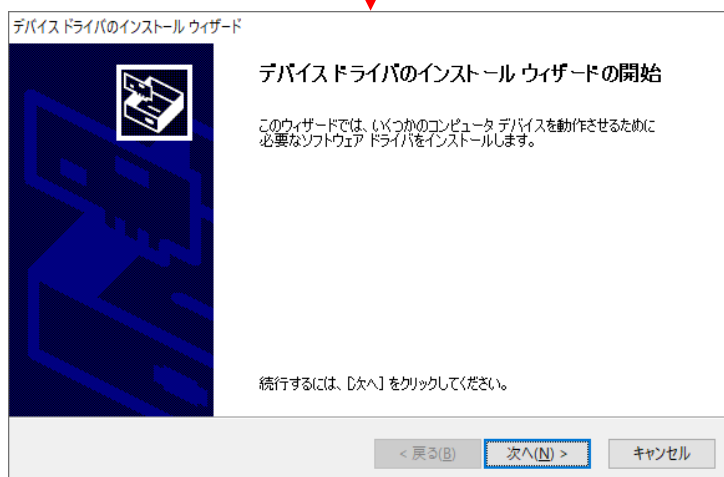 デバイス ドライバのインストール ウィザード
デバイス ドライバのインストール ウィザードの開始
このウィザードでは、いくつかのコンピュータ デバイスを動作させるために
必要なソフトウェア ドライバをインストールします。
続行するには、[次へ] をクリックしてください。
< 戻る(B)
次へ(N) >
キャンセル